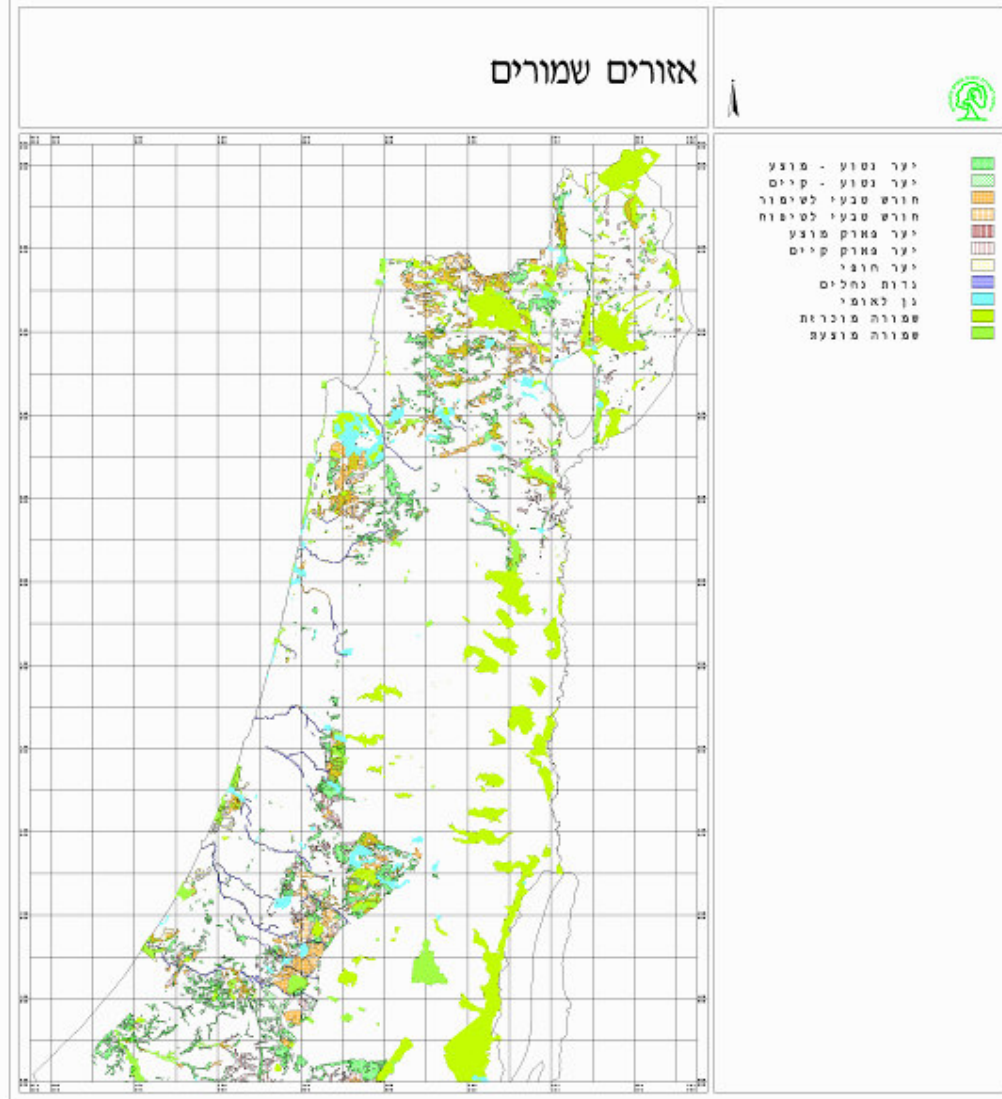 אזורים שמורים
יער נטוע - מוצע
יער נטוע - קיים
חורש טבעי לשימור
חורש טבעי לטיפוח
יער פארק מוצע
יער פארק קיים
יער חופי
גדות נחלים
גן לאומי
שמורה מוכרזת
שמורה מוצעת